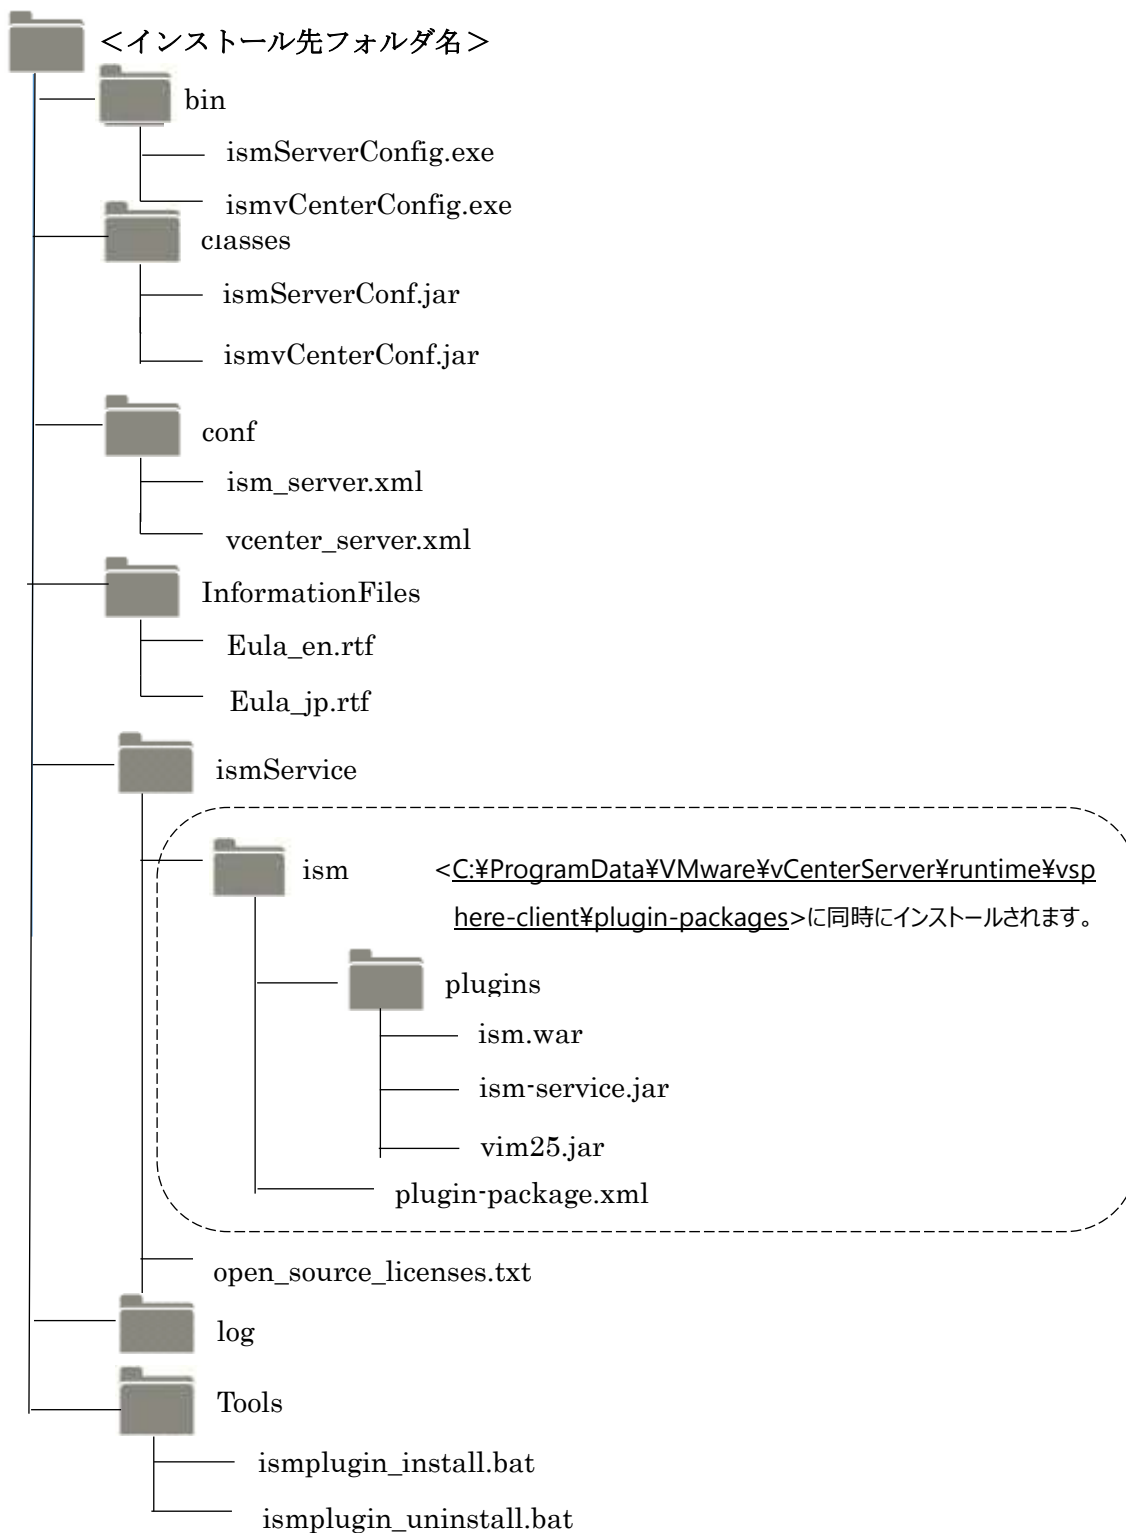 ＜インストール先フォルダ名＞
bin
ismServerConfig.exe
ismvCenterConfig.exe
classes
ismServerConf.jar
ismvCenterConf.jar
conf
ism_server.xml
vcenter_server.xml
InformationFiles
Eula_en.rtf
Eula_jp.rtf
ismService
ism
<C:¥ProgramData¥VMware¥vCenterServer¥runtime¥vsp
here-client¥plugin-packages>に同時にインストールされます。
plugins
ism.war
ism-service.jar
vim25.jar
plugin-package.xml
open_source_licenses.txt
log
Tools
ismplugin_install.bat
ismplugin_uninstall.bat